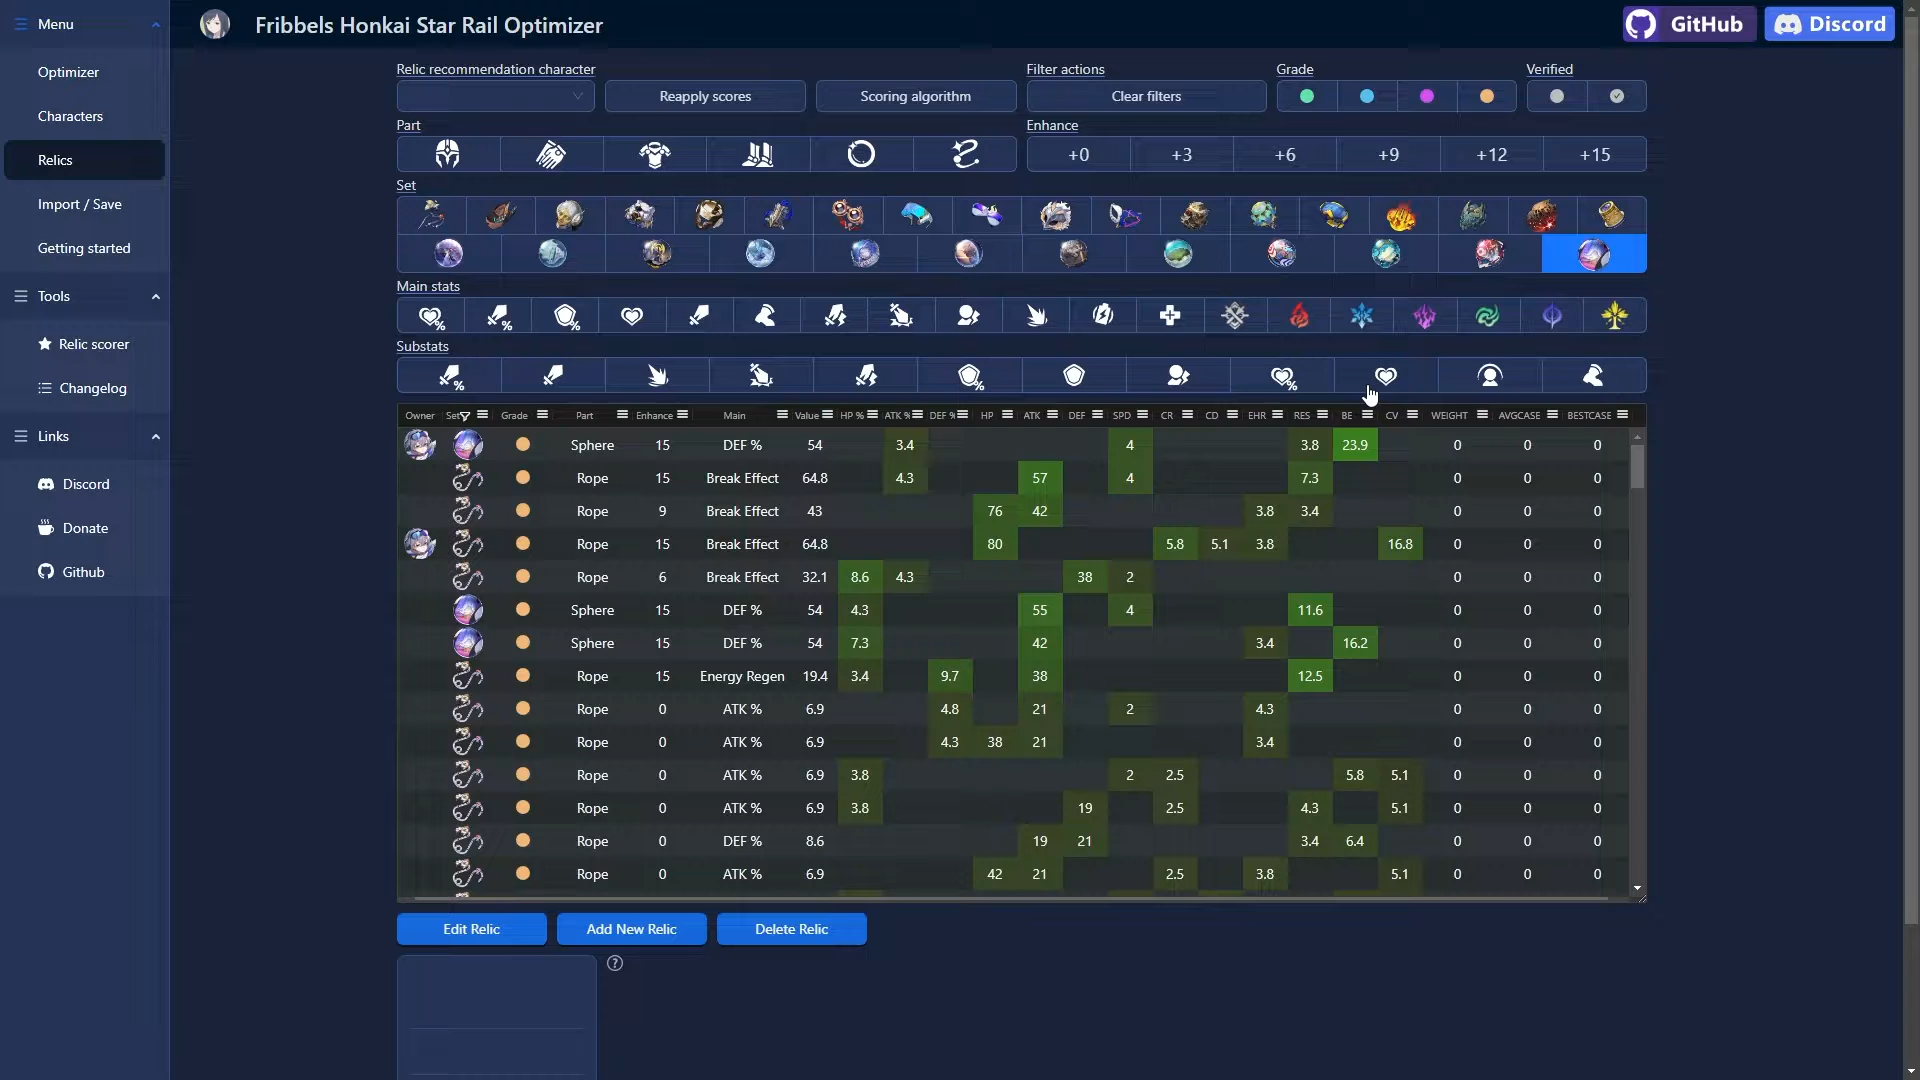 Menu
Fribbels Honkai Star Rail Optimizer
GitHub
Discord
Optimizer
Characters
Relics
Import / Save
Getting started
Tools
Relic scorer
Changelog
Links
Discord
Donate
Github
Relic recommendation character
Filter actions
Grade
Verified
Reapply scores
Scoring algorithm
Clear filters
Part
Enhance
+0
+3
+6
+9
+12
+15
Set
Main stats
Substats
Owner Set Grade Part Enhance Main Value HP % ATK % DEF % HP ATK DEF SPD CR CD EHR RES BE CV WEIGHT AVGCASE BESTCASE
Sphere 15 DEF % 54 3.4 4 3.8 23.9 0 0 0
Rope 15 Break Effect 64.8 4.3 57 4 7.3 0 0 0
Rope 9 Break Effect 43 76 42 3.8 3.4 0 0 0
Rope 15 Break Effect 64.8 80 5.8 5.1 3.8 16.8 0 0 0
Rope 6 Break Effect 32.1 8.6 4.3 38 2 0 0 0
Sphere 15 DEF % 54 4.3 55 4 11.6 0 0 0
Sphere 15 DEF % 54 7.3 42 3.4 16.2 0 0 0
Rope 15 Energy Regen 19.4 3.4 9.7 38 12.5 0 0 0
Rope 0 ATK % 6.9 4.8 21 2 4.3 0 0 0
Rope 0 ATK % 6.9 4.3 38 21 3.4 0 0 0
Rope 0 ATK % 6.9 3.8 2 2.5 5.8 5.1 0 0 0
Rope 0 ATK % 6.9 3.8 19 2.5 4.3 5.1 0 0 0
Rope 0 DEF % 8.6 19 21 3.4 6.4 0 0 0
Rope 0 ATK % 6.9 42 21 2.5 3.8 5.1 0 0 0
Edit Relic
Add New Relic
Delete Relic
?